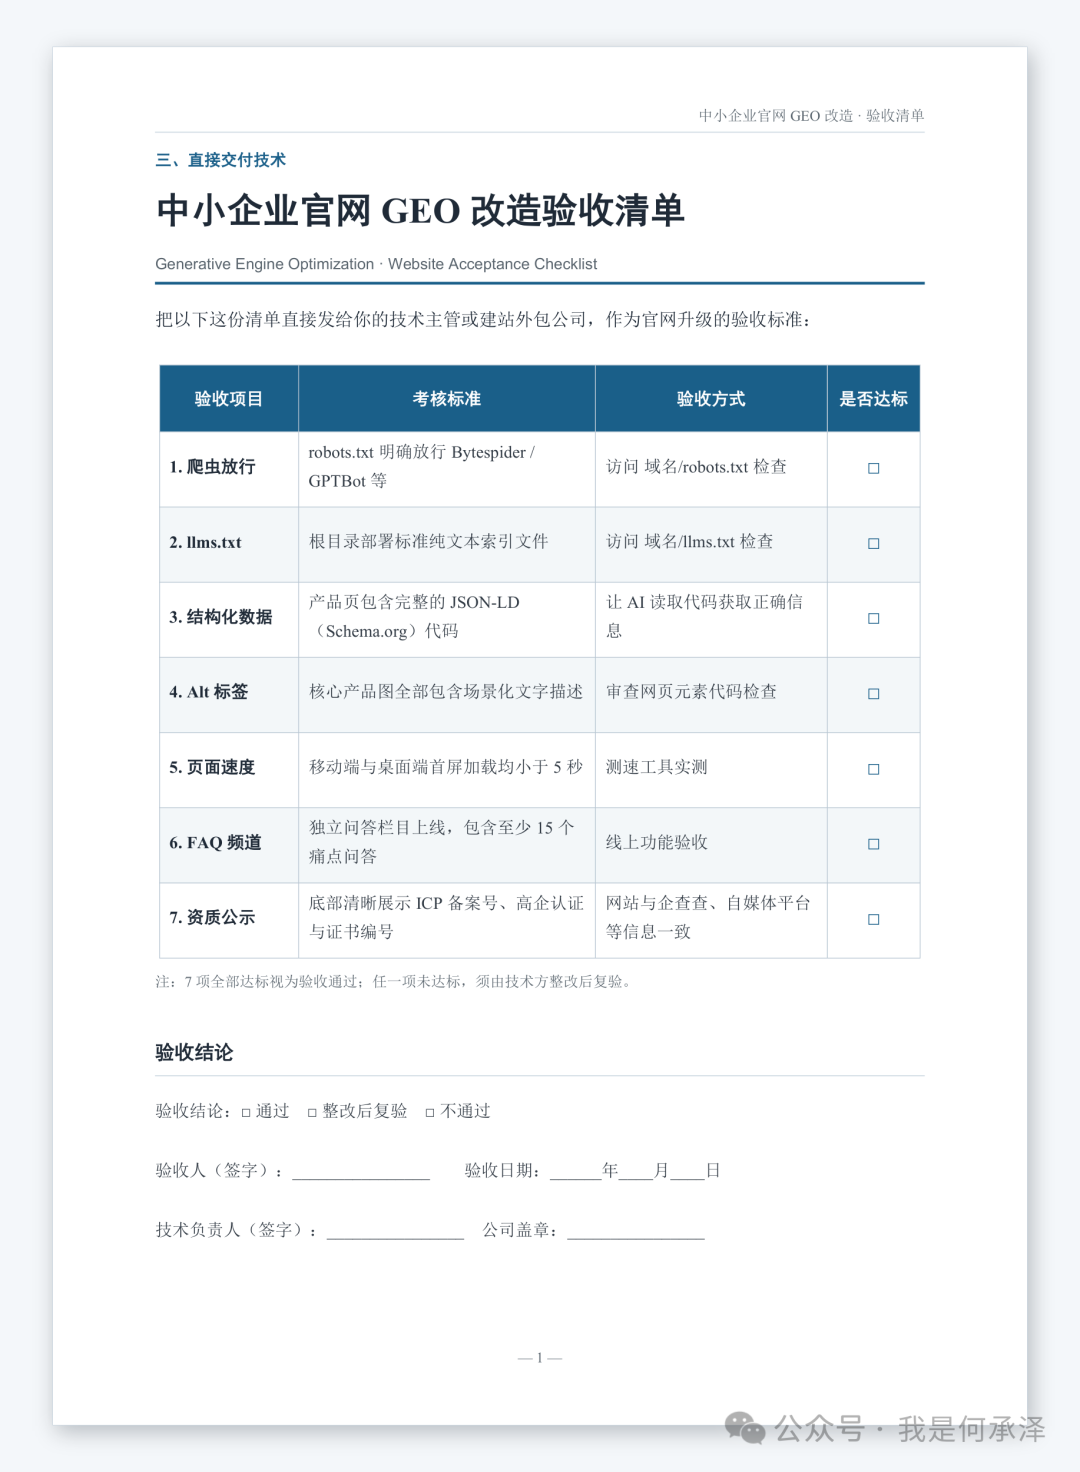 中小企业官网 GEO 改造 · 验收清单
三、直接交付技术
中小企业官网 GEO 改造验收清单
Generative Engine Optimization · Website Acceptance Checklist
把以下这份清单直接发给你的技术主管或建站外包公司，作为官网升级的验收标准：
验收项目 考核标准 验收方式 是否达标
1. 爬虫放行
robots.txt 明确放行 Bytespider /
GPTBot 等
访问 域名/robots.txt 检查
□
2. llms.txt
根目录部署标准纯文本索引文件
访问 域名/llms.txt 检查
□
3. 结构化数据
产品页包含完整的 JSON-LD
（Schema.org）代码
让 AI 读取代码获取正确信
息
□
4. Alt 标签
核心产品图全部包含场景化文字描述
审查网页元素代码检查
□
5. 页面速度
移动端与桌面端首屏加载均小于 5 秒
测速工具实测
□
6. FAQ 频道
独立问答栏目上线，包含至少 15 个
痛点问答
线上功能验收
□
7. 资质公示
底部清晰展示 ICP 备案号、高企认证
与证书编号
网站与企查查、自媒体平台
等信息一致
□
注：7 项全部达标视为验收通过；任一项未达标，须由技术方整改后复验。
验收结论
验收结论：□ 通过 □ 整改后复验 □ 不通过
验收人（签字）：________________ 验收日期：______年____月____日
技术负责人（签字）：________________ 公司盖章：________________
— 1 —
公众号 · 我是何承泽